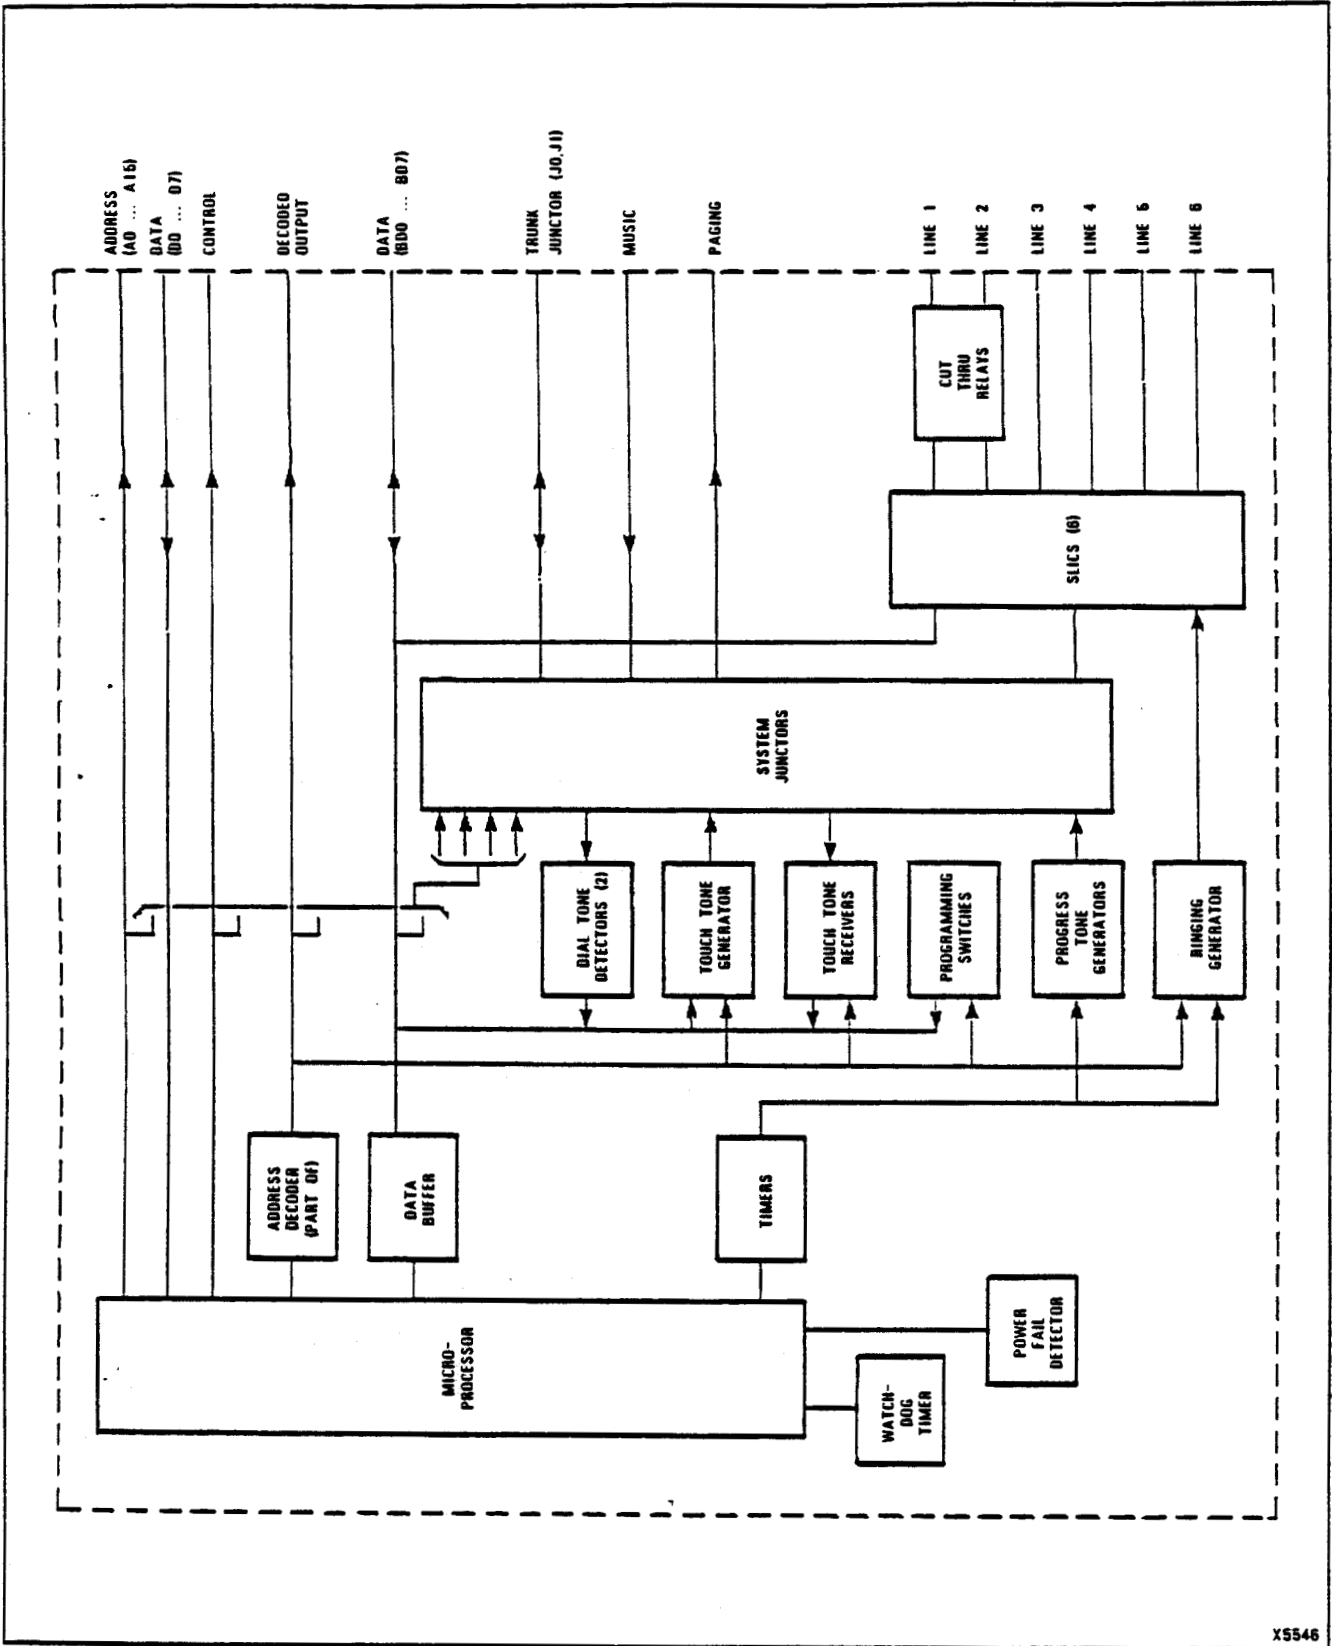 ADDRESS
(A0 ... A15)
DATA
(D0 ... D7)
CONTROL
DECODED
OUTPUT
DATA
(BD0 ... BD7)
TRUNK
JUNCTOR (J0,J1)
MUSIC
PAGING
LINE 1
LINE 2
LINE 3
LINE 4
LINE 5
LINE 6
CUT
THRU
RELAYS
SLICS (6)
SYSTEM
JUNCTORS
DIAL TONE
DETECTORS (2)
TOUCH TONE
GENERATOR
TOUCH TONE
RECEIVERS
PROGRAMMING
SWITCHES
PROGRESS
TONE
GENERATORS
RINGING
GENERATOR
ADDRESS
DECODER
(PART OF)
DATA
BUFFER
TIMERS
MICRO-
PROCESSOR
WATCH-
DOG
TIMER
POWER
FAIL
DETECTOR
X5546